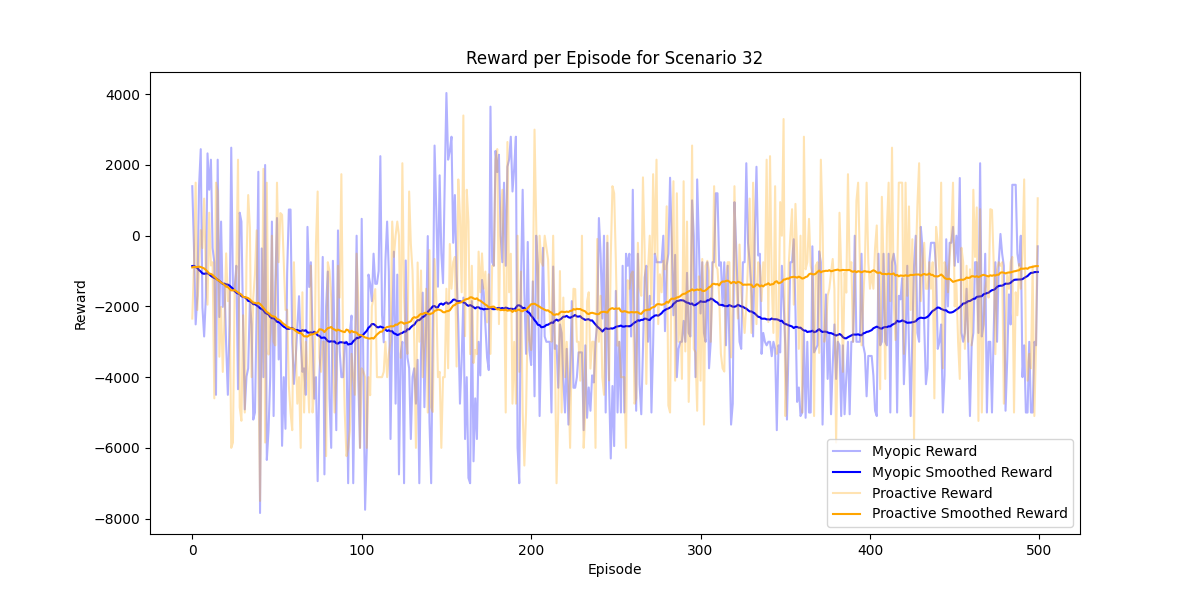 Reward per Episode for Scenario 32
4000
2000
0
−2000
−4000
−6000
−8000
Reward
0
100
200
300
400
500
Episode
Myopic Reward
Myopic Smoothed Reward
Proactive Reward
Proactive Smoothed Reward